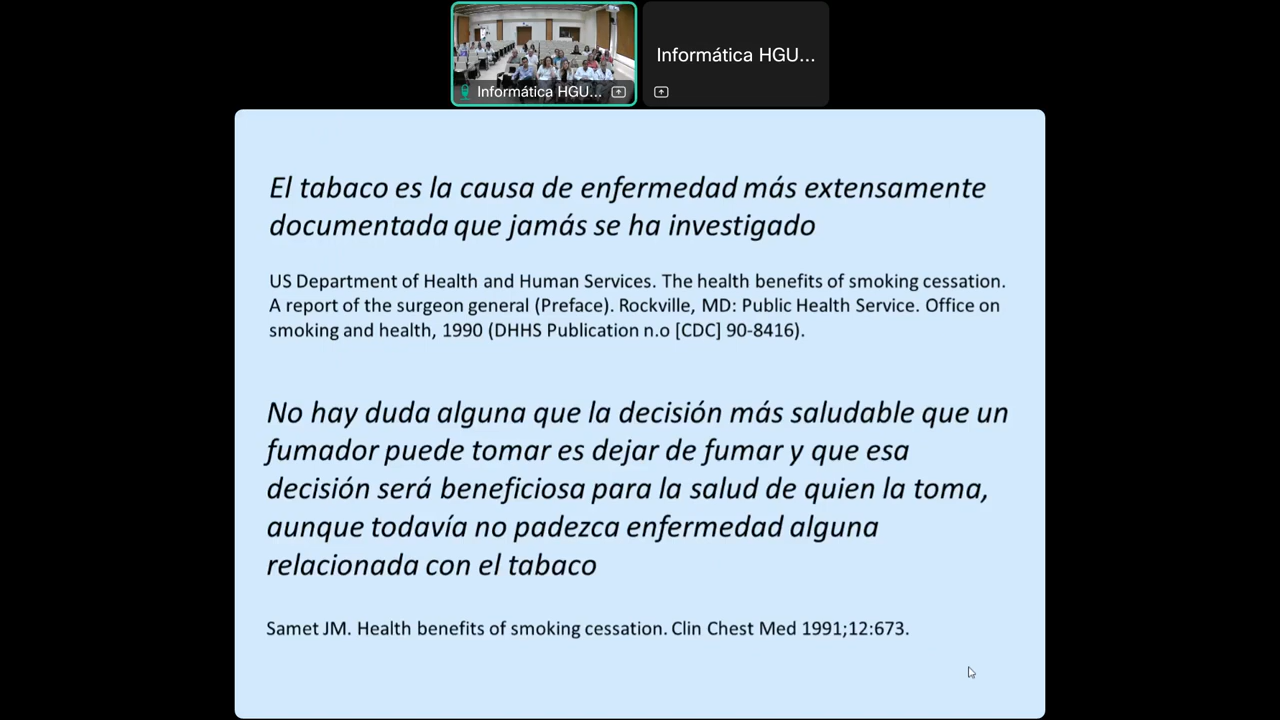 Informática HGU...
Informática HGU...
El tabaco es la causa de enfermedad más extensamente
documentada que jamás se ha investigado
US Department of Health and Human Services. The health benefits of smoking cessation.
A report of the surgeon general (Preface). Rockville, MD: Public Health Service. Office on
smoking and health, 1990 (DHHS Publication n.o [CDC] 90-8416).
No hay duda alguna que la decisión más saludable que un
fumador puede tomar es dejar de fumar y que esa
decisión será beneficiosa para la salud de quien la toma,
aunque todavía no padezca enfermedad alguna
relacionada con el tabaco
Samet JM. Health benefits of smoking cessation. Clin Chest Med 1991;12:673.